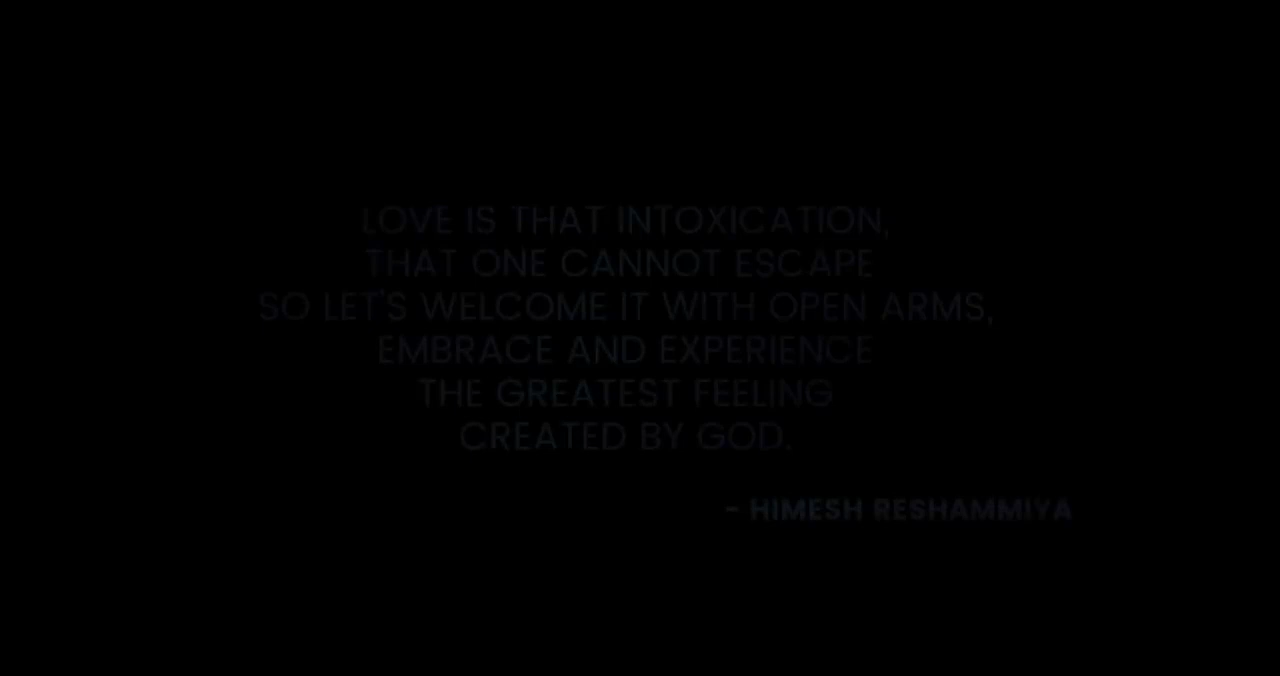 LOVE IS THAT INTOXICATION,
THAT ONE CANNOT ESCAPE
SO LET'S WELCOME IT WITH OPEN ARMS,
EMBRACE AND EXPERIENCE
THE GREATEST FEELING
CREATED BY GOD.
- HIMESH RESHAMMIYA